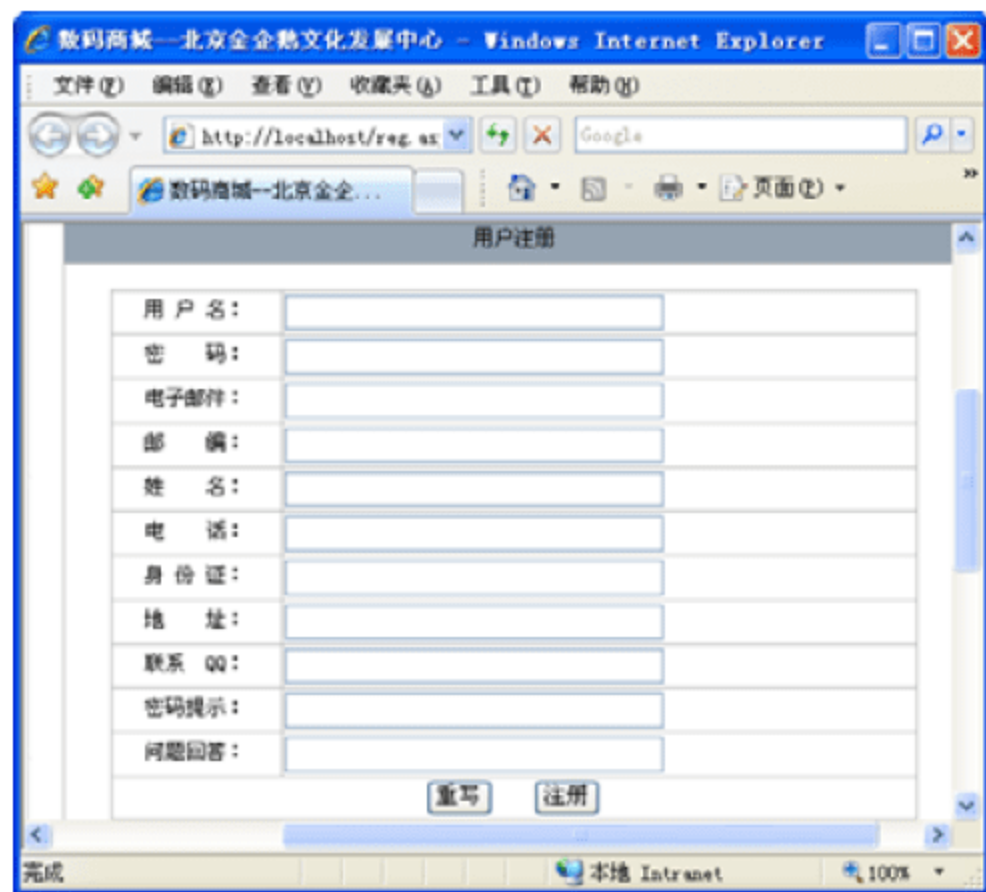 数码商城--北京金企鹅文化发展中心 - Windows Internet Explorer
文件(F) 编辑(E) 查看(V) 收藏夹(A) 工具(T) 帮助(H)
http://localhost/reg.as Google
数码商城--北京金企... 页面(P)
用户注册
用户名:
密 码:
电子邮件:
邮 编:
姓 名:
电 话:
身份证:
地 址:
联系 QQ:
密码提示:
问题回答:
重写 注册
完成 本地 Intranet 100%